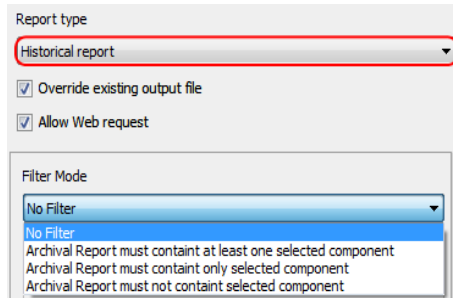 Report type
Historical report
Override existing output file
Allow Web request
Filter Mode
No Filter
No Filter
Archival Report must containt at least one selected component
Archival Report must containt only selected component
Archival Report must not containt selected component